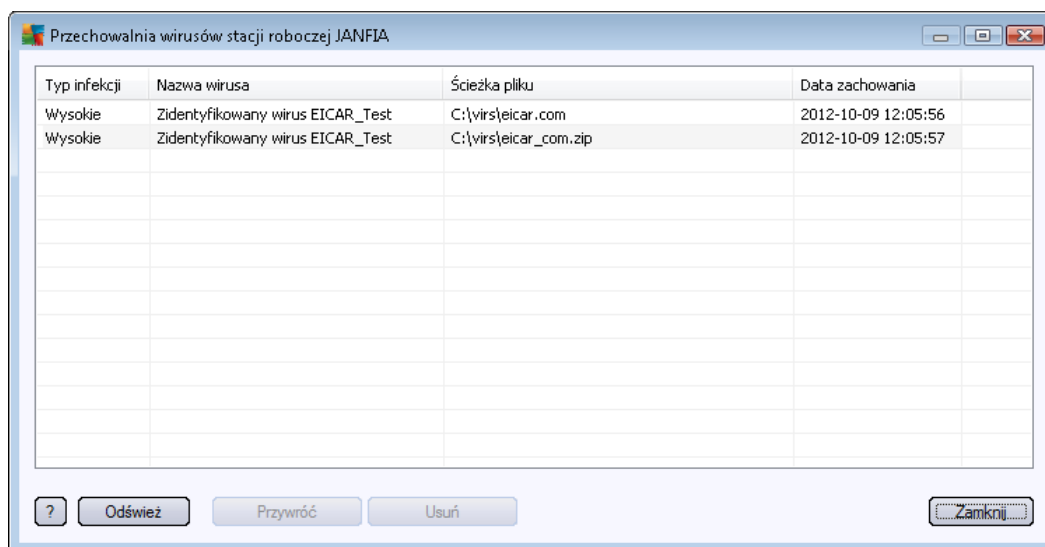 Przechowalnia wirusów stacji roboczej JANFIA
Typ infekcji Nazwa wirusa Ścieżka pliku Data zachowania
Wysokie Zidentyfikowany wirus EICAR_Test C:\virs\eicar.com 2012-10-09 12:05:56
Wysokie Zidentyfikowany wirus EICAR_Test C:\virs\eicar_com.zip 2012-10-09 12:05:57
? Odśwież Przywróć Usuń Zamknij